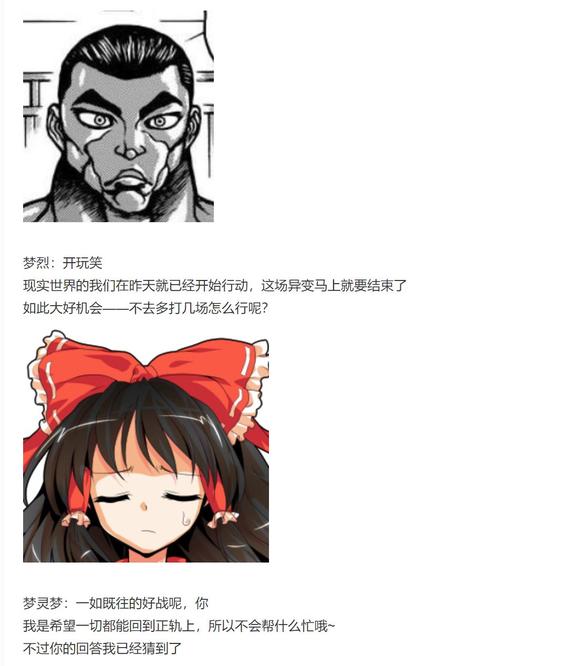 梦烈：开玩笑
现实世界的我们在昨天就已经开始行动，这场异变马上就要结束了
如此大好机会——不去多打几场怎么行呢？
梦灵梦：一如既往的好战呢，你
我是希望一切都能回到正轨上，所以不会帮什么忙哦~
不过你的回答我已经猜到了